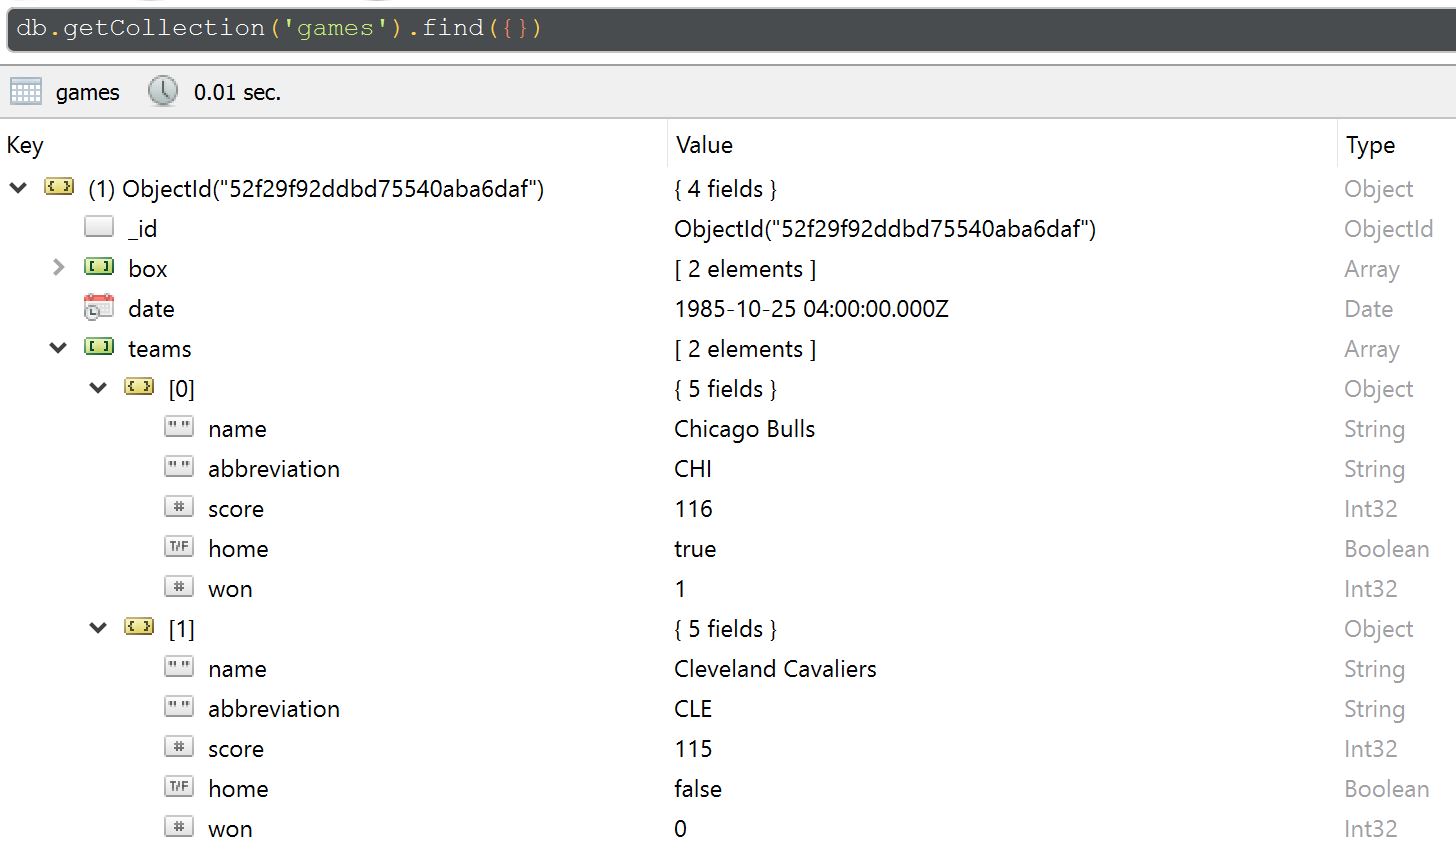 db.getCollection('games').find({})
games 0.01 sec.
Key Value Type
(1) ObjectId("52f29f92ddbd75540aba6daf") { 4 fields } Object
_id ObjectId("52f29f92ddbd75540aba6daf") ObjectId
box [ 2 elements ] Array
date 1985-10-25 04:00:00.000Z Date
teams [ 2 elements ] Array
[0] { 5 fields } Object
name Chicago Bulls String
abbreviation CHI String
score 116 Int32
home true Boolean
won 1 Int32
[1] { 5 fields } Object
name Cleveland Cavaliers String
abbreviation CLE String
score 115 Int32
home false Boolean
won 0 Int32